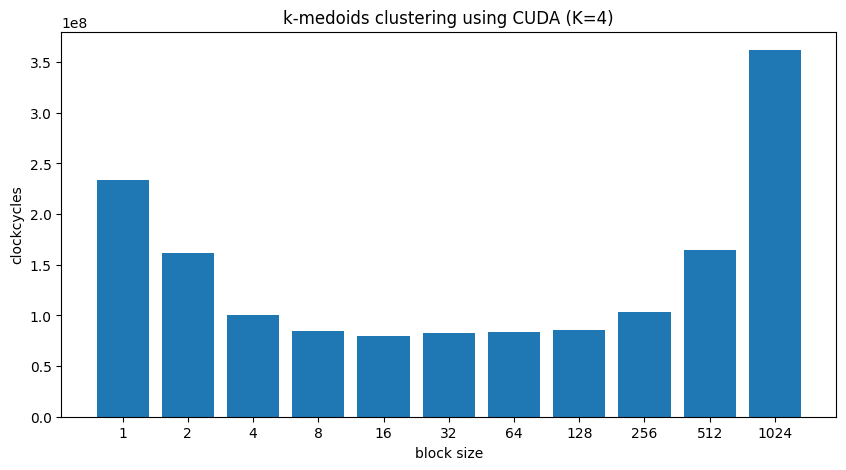 k-medoids clustering using CUDA (K=4)
1e8
3.5
3.0
2.5
2.0
1.5
1.0
0.5
0.0
clockcycles
1 2 4 8 16 32 64 128 256 512 1024
block size